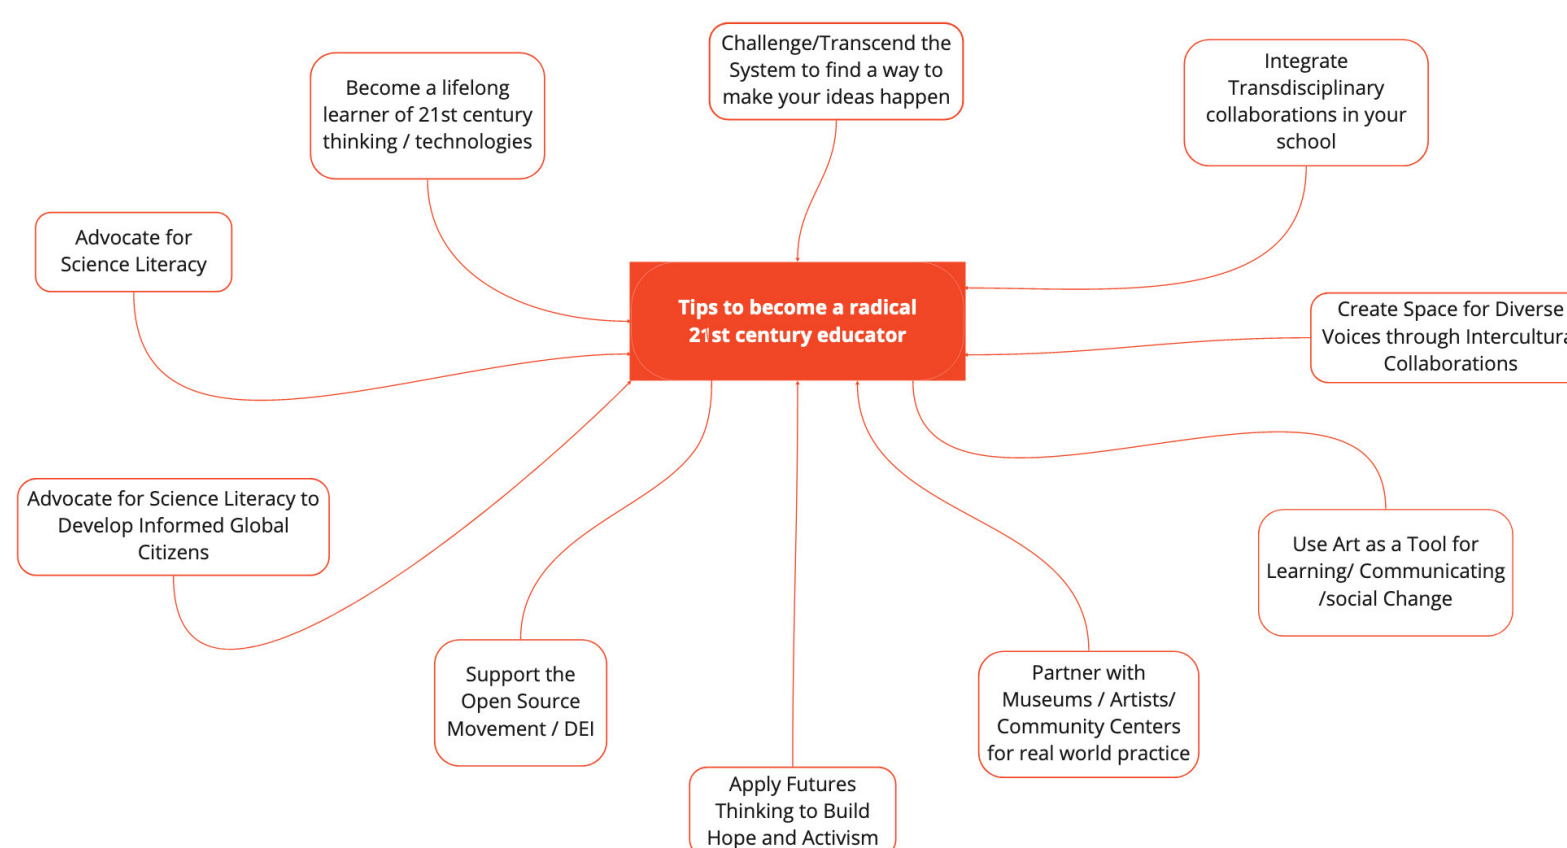 Challenge/Transcend the
System to find a way to
make your ideas happen
Become a lifelong
learner of 21st century
thinking / technologies
Integrate
Transdisciplinary
collaborations in your
school
Advocate for
Science Literacy
Tips to become a radical
21st century educator
Create Space for Diverse
Voices through Intercultura
Collaborations
Advocate for Science Literacy to
Develop Informed Global
Citizens
Use Art as a Tool for
Learning/ Communicating
/social Change
Support the
Open Source
Movement / DEI
Partner with
Museums / Artists/
Community Centers
for real world practice
Apply Futures
Thinking to Build
Hope and Activism